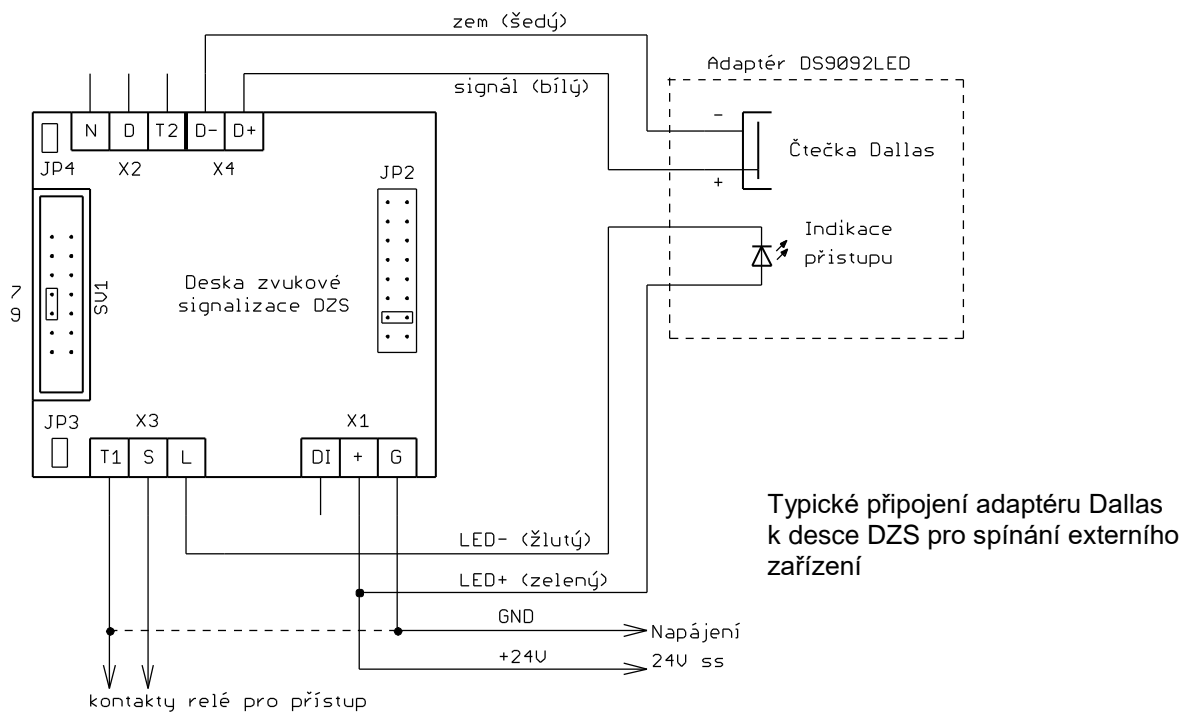 zem (šedý)
Adaptér DS9092LED
signál (bílý)
-
N D T2 D- D+
Čtečka Dallas
JP4 X2 X4
JP2
+
Indikace
přistupu
Deska zvukové
signalizace DZS
7
9
SV1
JP3 X3 X1
T1 S L DI + G
Typické připojení adaptéru Dallas
k desce DZS pro spínání externího
zařízení
LED- (žlutý)
LED+ (zelený)
GND
Napájení
+24V
24V ss
kontakty relé pro přístup